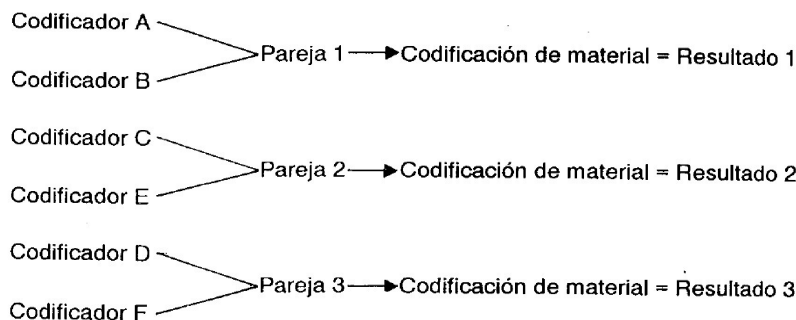 Codificador A
Pareja 1 Codificación de material = Resultado 1
Codificador B
Codificador C
Pareja 2 Codificación de material = Resultado 2
Codificador E
Codificador D
Pareja 3 Codificación de material = Resultado 3
Codificador F